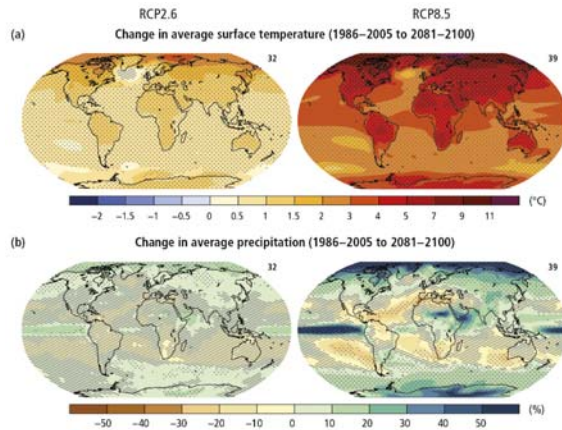 RCP2.6 RCP8.5
(a) Change in average surface temperature (1986–2005 to 2081–2100)
32 39
−2 −1.5 −1 −0.5 0 0.5 1 1.5 2 3 4 5 7 9 11 (°C)
(b) Change in average precipitation (1986–2005 to 2081–2100)
32 39
−50 −40 −30 −20 −10 0 10 20 30 40 50 (%)